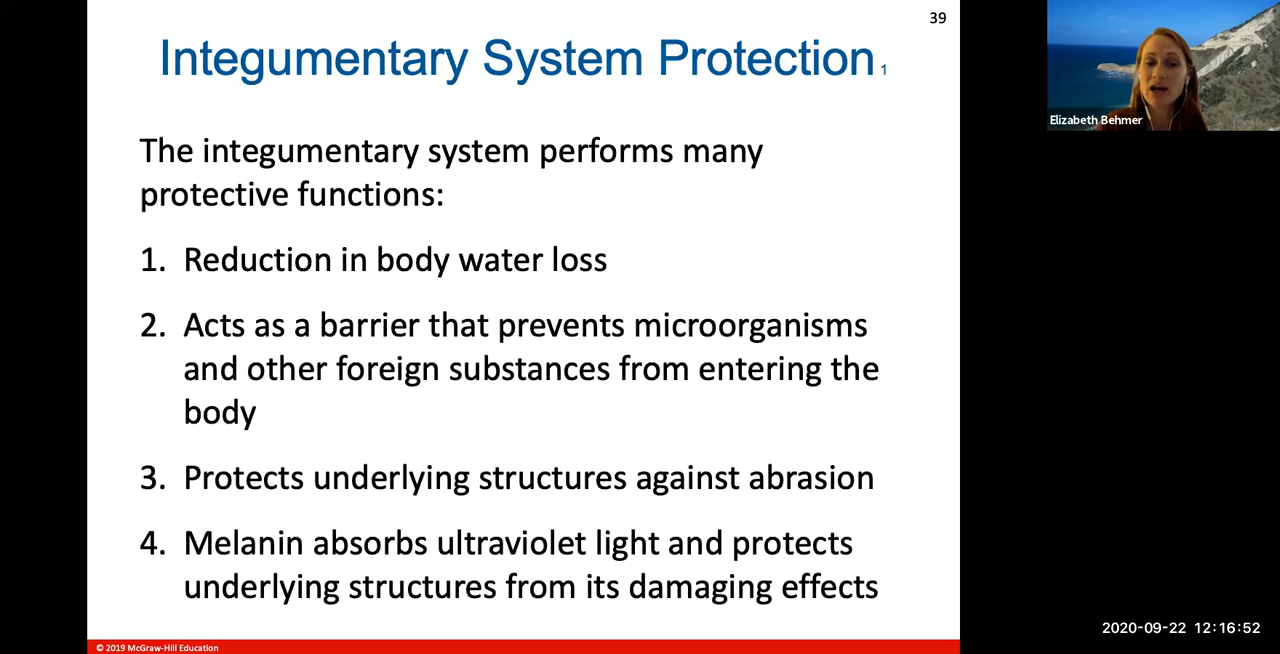 39
Integumentary System Protection 1
Elizabeth Behmer
The integumentary system performs many
protective functions:
1. Reduction in body water loss
2. Acts as a barrier that prevents microorganisms
and other foreign substances from entering the
body
3. Protects underlying structures against abrasion
4. Melanin absorbs ultraviolet light and protects
underlying structures from its damaging effects
2020-09-22 12:16:52
© 2019 McGraw-Hill Education